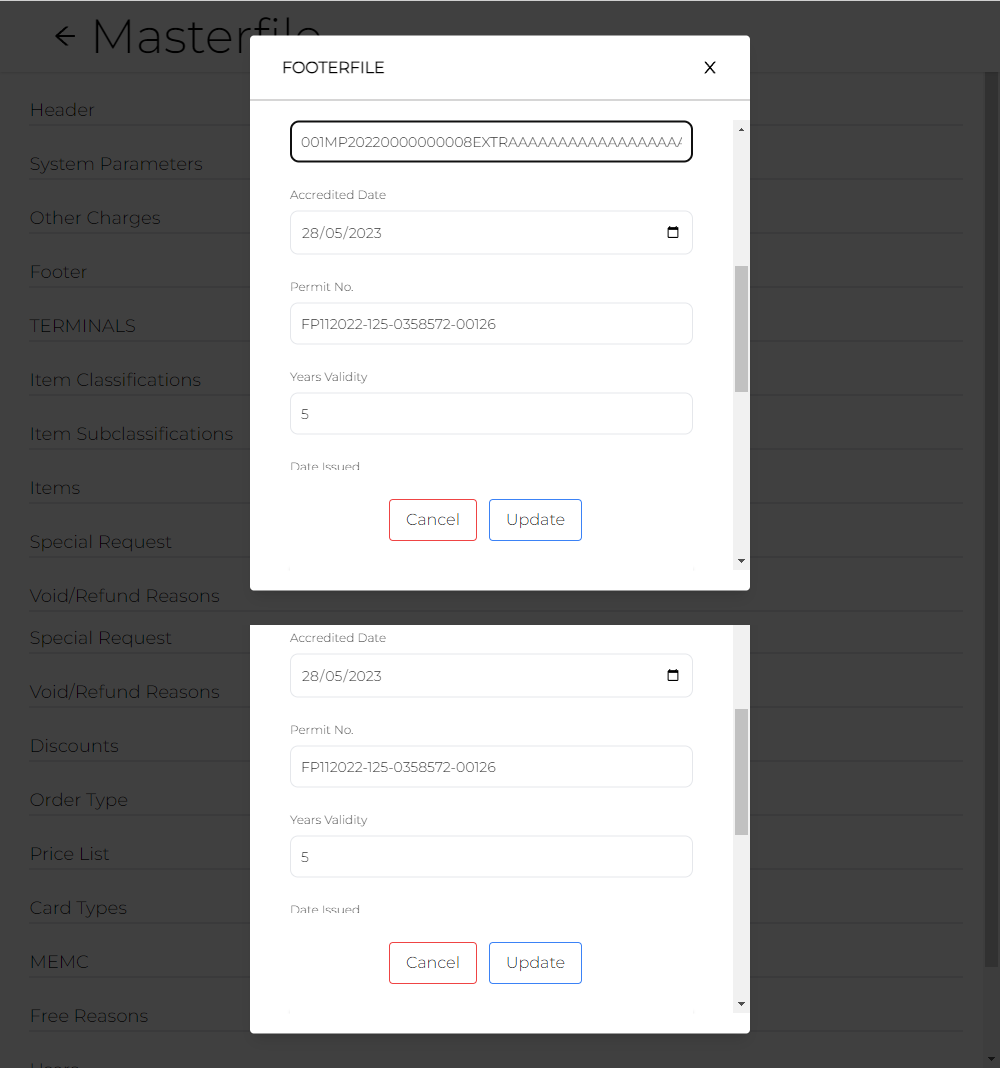 Masterfile
FOOTERFILE
X
Header
001MP20220000000008EXTRAAAAAAAAAAAAAAAAAA
System Parameters
Accredited Date
Other Charges
28/05/2023
Footer
Permit No.
TERMINALS
FP112022-125-0358572-00126
Item Classifications
Years Validity
5
Item Subclassifications
Date Issued
Items
Cancel
Update
Special Request
Void/Refund Reasons
Special Request
Accredited Date
28/05/2023
Void/Refund Reasons
Permit No.
Discounts
FP112022-125-0358572-00126
Order Type
Years Validity
Price List
5
Card Types
Date Issued
MEMC
Cancel
Update
Free Reasons
Users